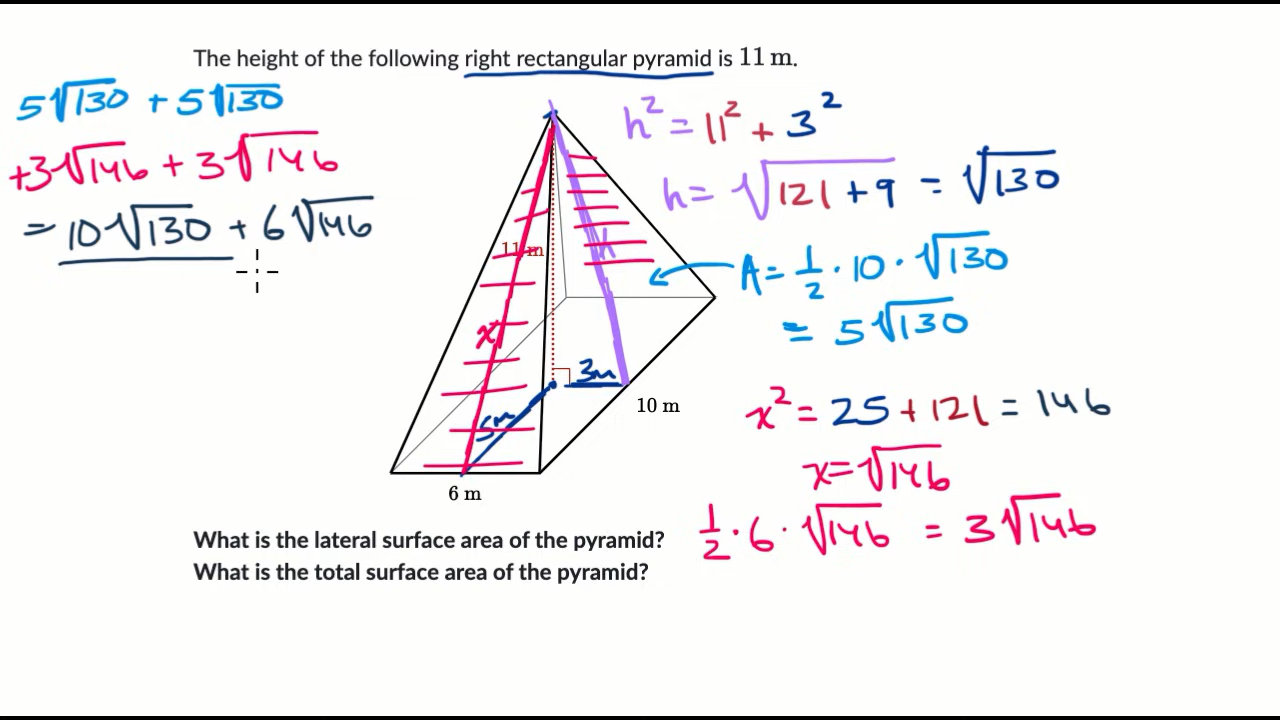 The height of the following right rectangular pyramid is 11 m.
5√130 + 5√130
+3√146 + 3√146
= 10√130 + 6√146
h² = 11² + 3²
h = √121 + 9 = √130
A = 1/2 · 10 · √130
= 5√130
11 m
h
x
3m
5m
10 m
6 m
x² = 25 + 121 = 146
x = √146
1/2 · 6 · √146 = 3√146
What is the lateral surface area of the pyramid?
What is the total surface area of the pyramid?